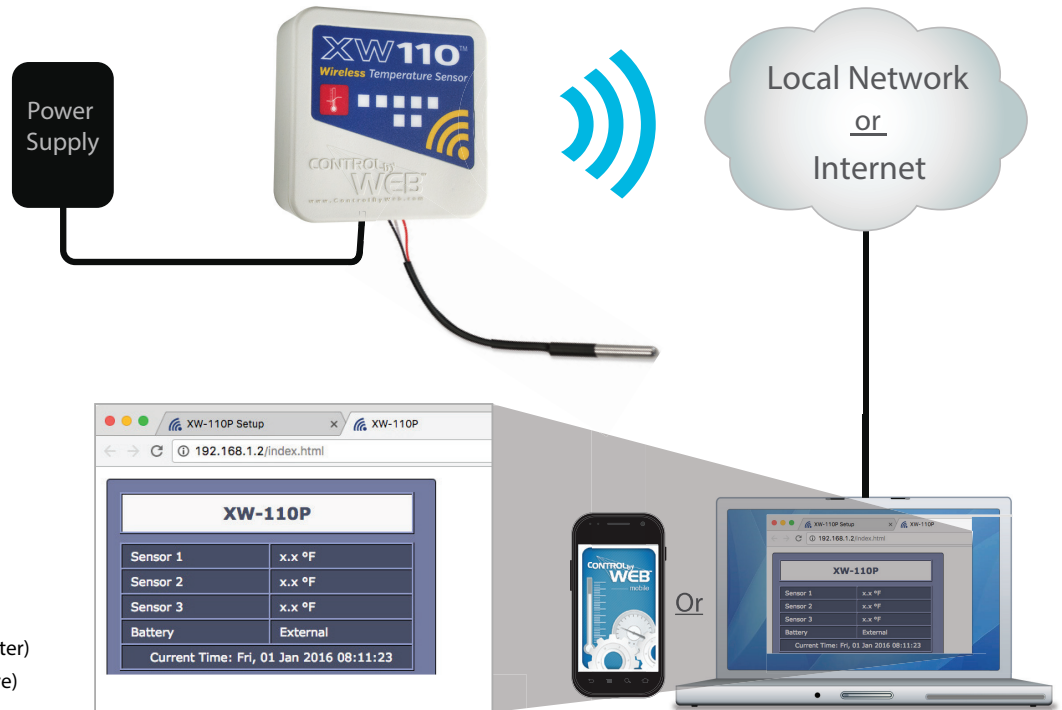 XW110™
Wireless Temperature Sensor
CONTROL by
WEB™
www.ControlByWeb.com
Power
Supply
Local Network
or
Internet
XW-110P Setup × XW-110P
192.168.1.2/index.html
XW-110P
Sensor 1 x.x °F
Sensor 2 x.x °F
Sensor 3 x.x °F
Battery External
Current Time: Fri, 01 Jan 2016 08:11:23
ter)
e)
CONTROL by
WEB
mobile
Or
XW-110P Setup × XW-110P
192.168.1.2/index.html
XW-110P
Sensor 1 x.x °F
Sensor 2 x.x °F
Sensor 3 x.x °F
Battery External
Current Time: Fri, 01 Jan 2016 08:11:23